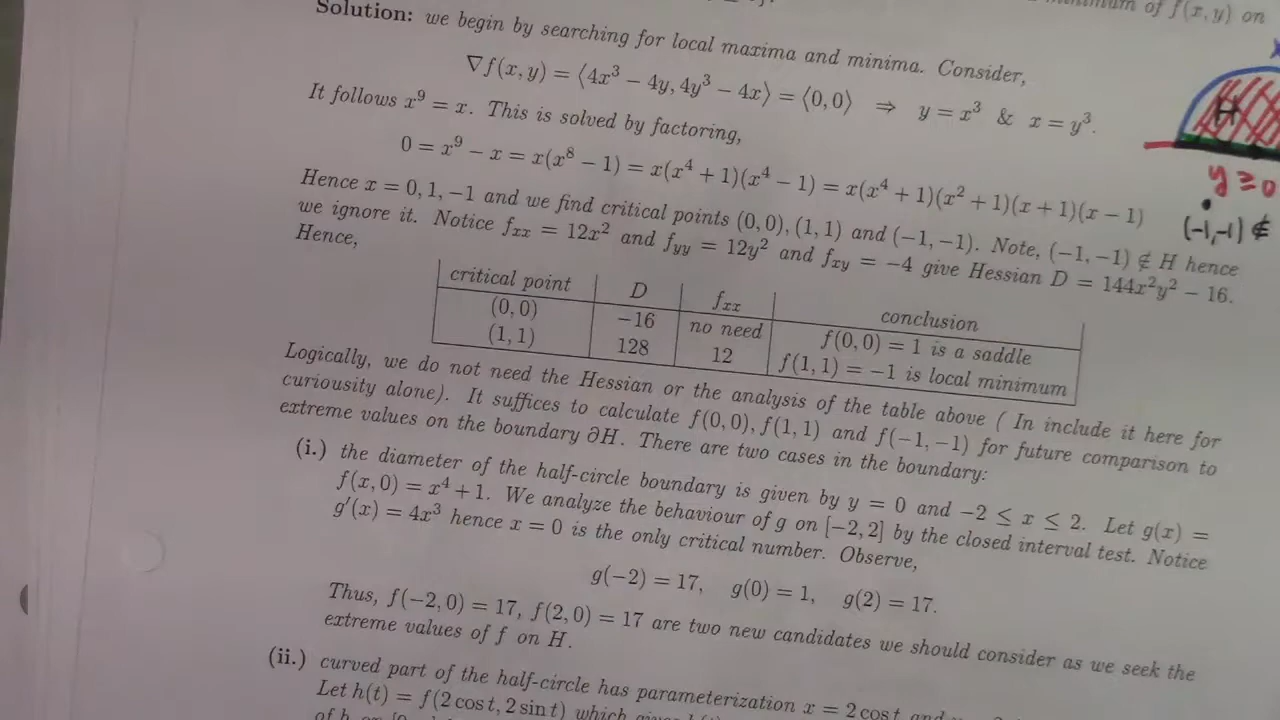 minimum of f(x, y) on
Solution: we begin by searching for local maxima and minima. Consider,
∇f(x, y) = ⟨4x³ − 4y, 4y³ − 4x⟩ = ⟨0, 0⟩ ⇒ y = x³ & x = y³.
It follows x⁹ = x. This is solved by factoring,
0 = x⁹ − x = x(x⁸ − 1) = x(x⁴ + 1)(x⁴ − 1) = x(x⁴ + 1)(x² + 1)(x + 1)(x − 1)
H
y ≥ 0
(-1,-1) ∉
Hence x = 0, 1, −1 and we find critical points (0, 0), (1, 1) and (−1, −1). Note, (−1, −1) ∉ H hence
we ignore it. Notice fxx = 12x² and fyy = 12y² and fxy = −4 give Hessian D = 144x²y² − 16.
Hence,
critical point D fxx conclusion
(0, 0) −16 no need f(0, 0) = 1 is a saddle
(1, 1) 128 12 f(1, 1) = −1 is local minimum
Logically, we do not need the Hessian or the analysis of the table above ( In include it here for
curiousity alone). It suffices to calculate f(0, 0), f(1, 1) and f(−1, −1) for future comparison to
extreme values on the boundary ∂H. There are two cases in the boundary:
(i.) the diameter of the half-circle boundary is given by y = 0 and −2 ≤ x ≤ 2. Let g(x) =
f(x, 0) = x⁴ + 1. We analyze the behaviour of g on [−2, 2] by the closed interval test. Notice
g′(x) = 4x³ hence x = 0 is the only critical number. Observe,
g(−2) = 17, g(0) = 1, g(2) = 17.
Thus, f(−2, 0) = 17, f(2, 0) = 17 are two new candidates we should consider as we seek the
extreme values of f on H.
(ii.) curved part of the half-circle has parameterization x = 2 cos t, and
Let h(t) = f(2 cos t, 2 sin t) which
of h on